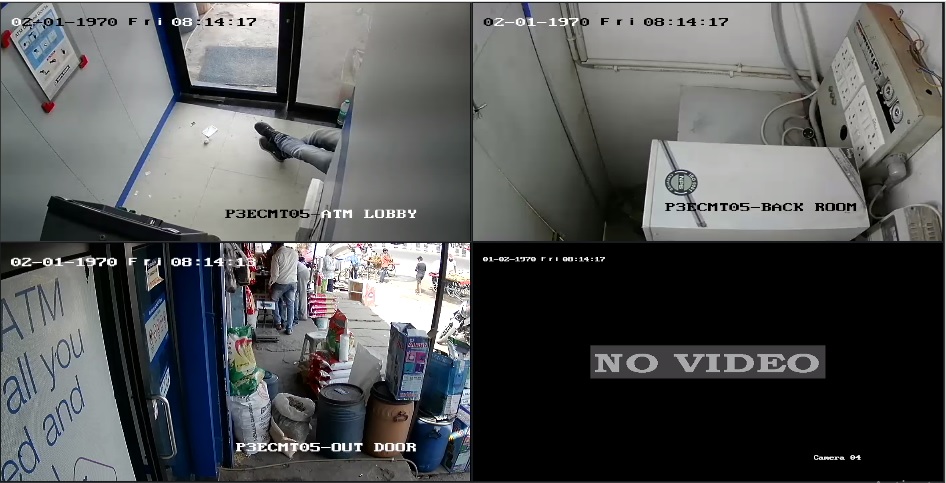 02-01-1970 Fri 08:14:17
P3ECMT05-ATM LOBBY
02-01-1970 Fri 08:14:17
P3ECMT05-BACK ROOM
02-01-1970 Fri 08:14:13
ATM
all you
ed and
P3ECMT05-OUT DOOR
01-02-1970 Fri 08:14:17
NO VIDEO
Camera 04